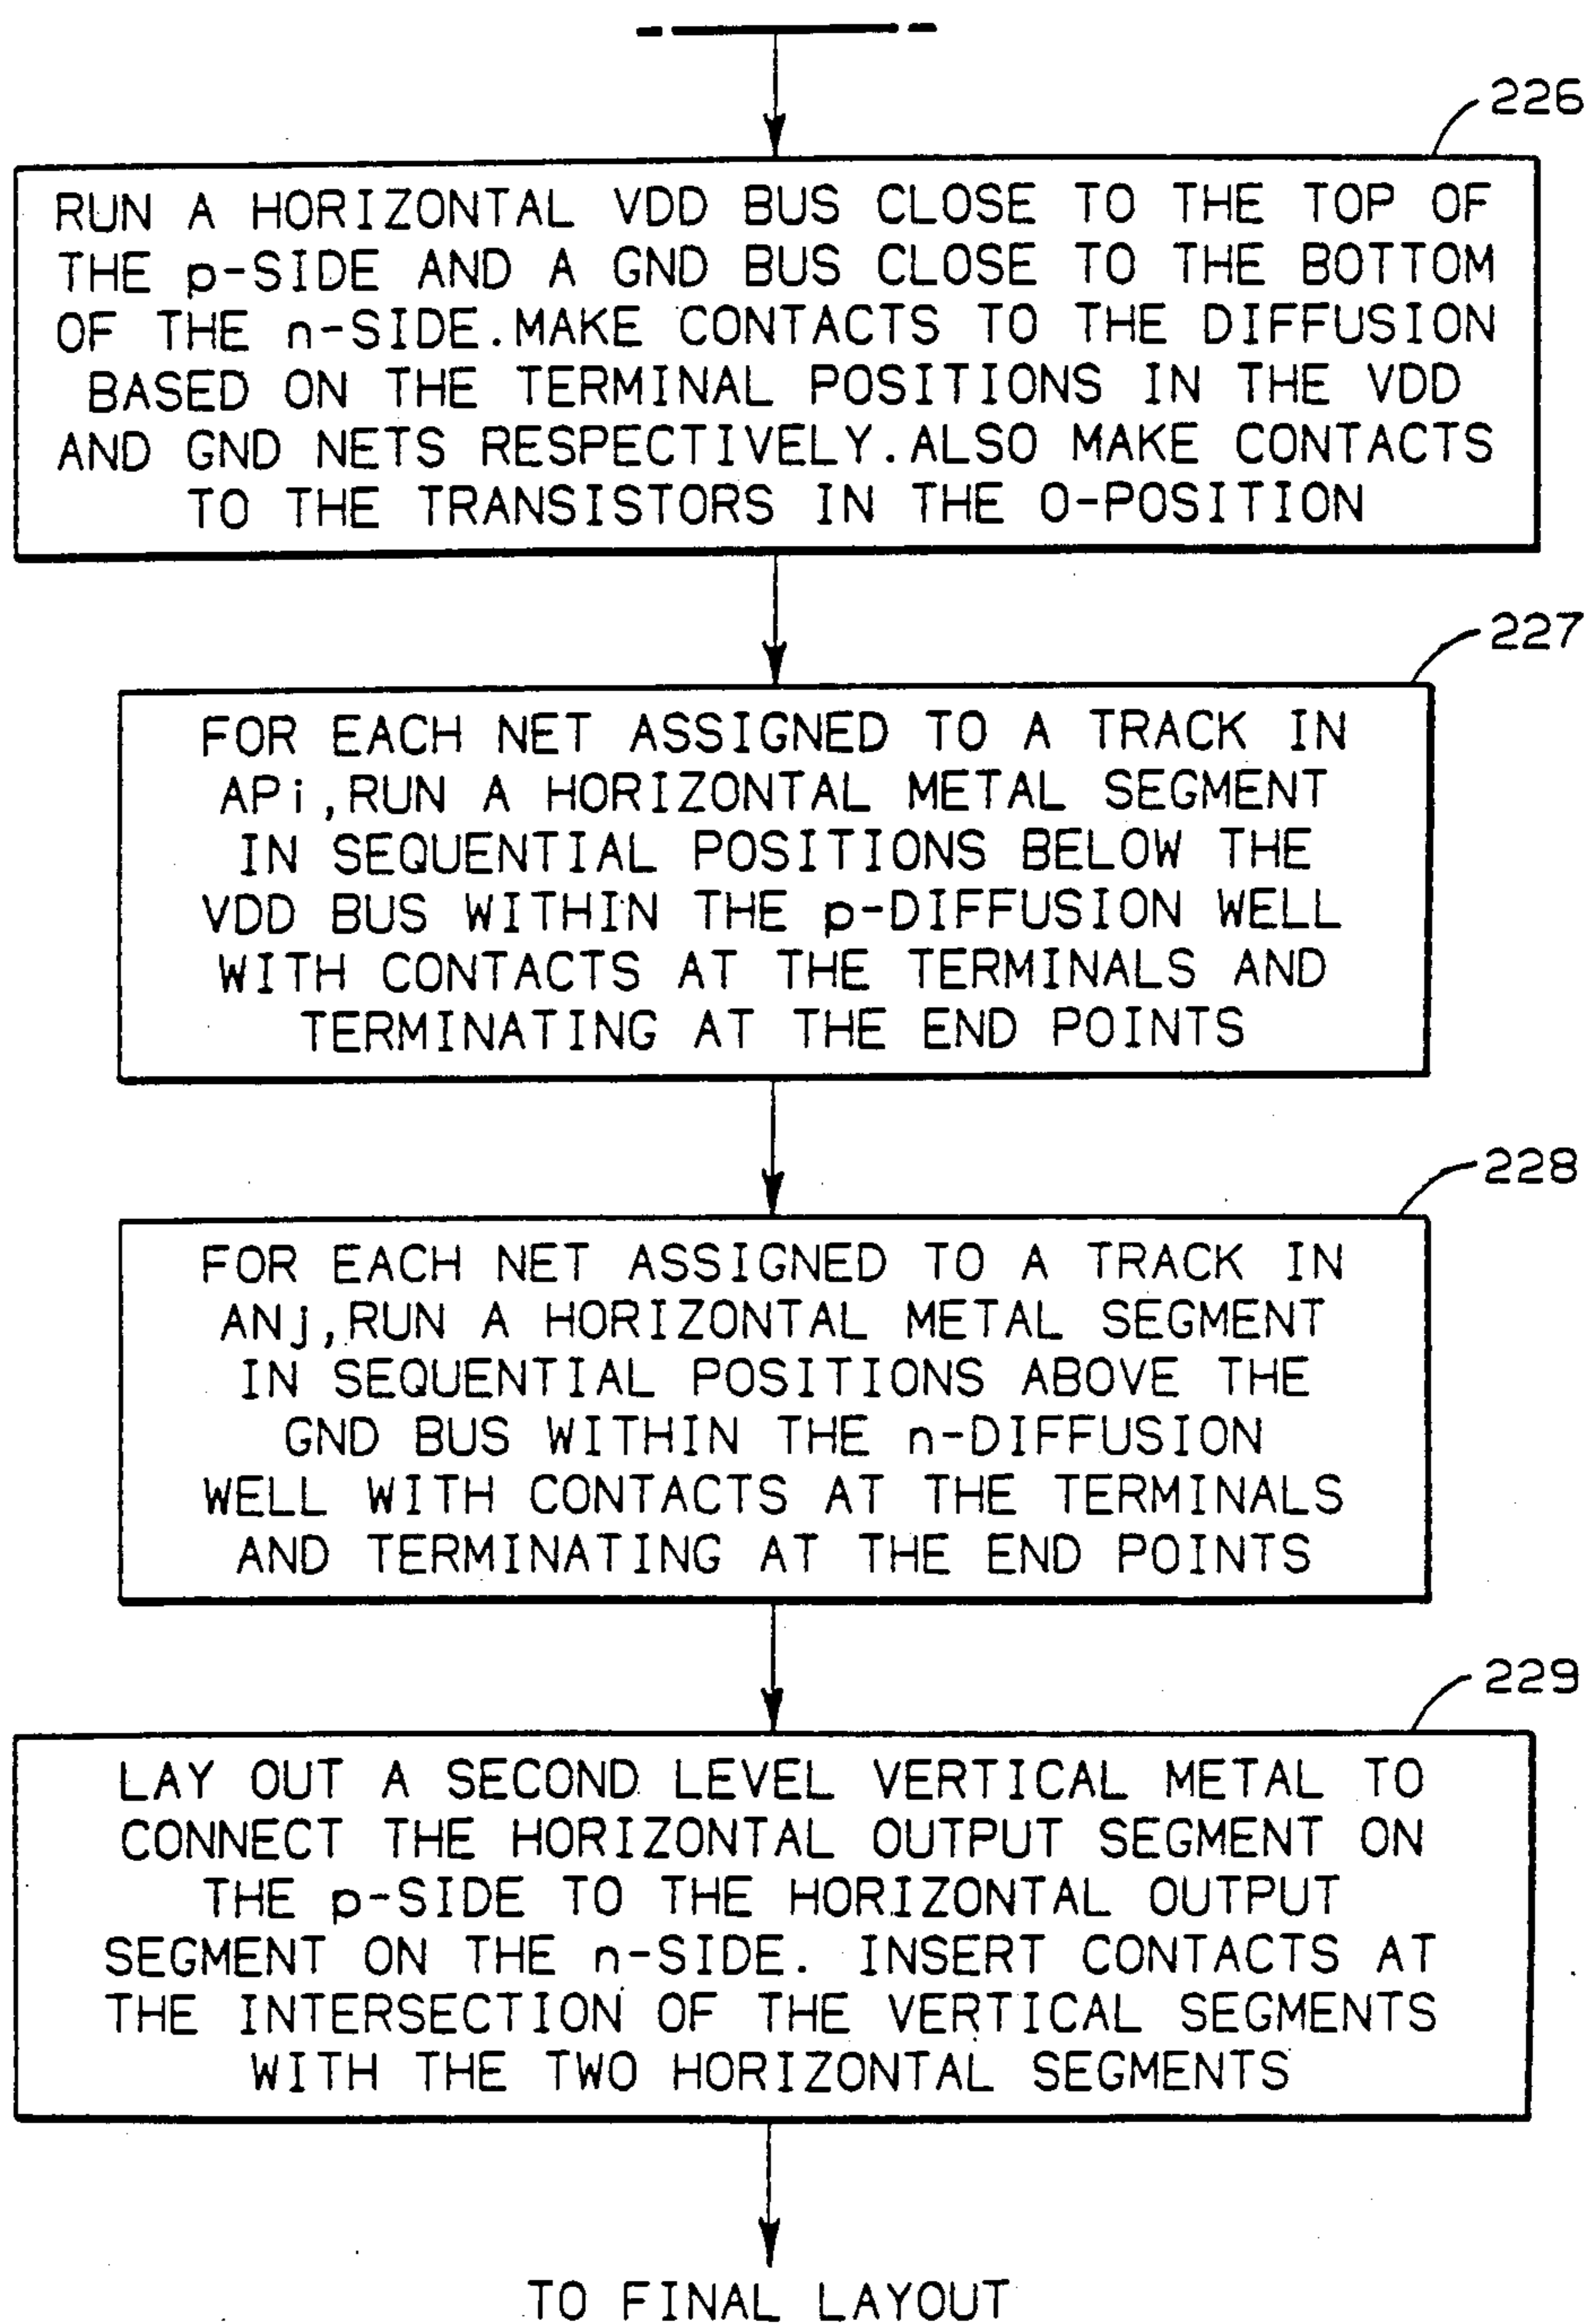 226
RUN A HORIZONTAL VDD BUS CLOSE TO THE TOP OF
THE p-SIDE AND A GND BUS CLOSE TO THE BOTTOM
OF THE n-SIDE.MAKE CONTACTS TO THE DIFFUSION
BASED ON THE TERMINAL POSITIONS IN THE VDD
AND GND NETS RESPECTIVELY.ALSO MAKE CONTACTS
TO THE TRANSISTORS IN THE O-POSITION
227
FOR EACH NET ASSIGNED TO A TRACK IN
APi,RUN A HORIZONTAL METAL SEGMENT
IN SEQUENTIAL POSITIONS BELOW THE
VDD BUS WITHIN THE p-DIFFUSION WELL
WITH CONTACTS AT THE TERMINALS AND
TERMINATING AT THE END POINTS
228
FOR EACH NET ASSIGNED TO A TRACK IN
ANj,RUN A HORIZONTAL METAL SEGMENT
IN SEQUENTIAL POSITIONS ABOVE THE
GND BUS WITHIN THE n-DIFFUSION
WELL WITH CONTACTS AT THE TERMINALS
AND TERMINATING AT THE END POINTS
229
LAY OUT A SECOND LEVEL VERTICAL METAL TO
CONNECT THE HORIZONTAL OUTPUT SEGMENT ON
THE p-SIDE TO THE HORIZONTAL OUTPUT
SEGMENT ON THE n-SIDE. INSERT CONTACTS AT
THE INTERSECTION OF THE VERTICAL SEGMENTS
WITH THE TWO HORIZONTAL SEGMENTS
TO FINAL LAYOUT